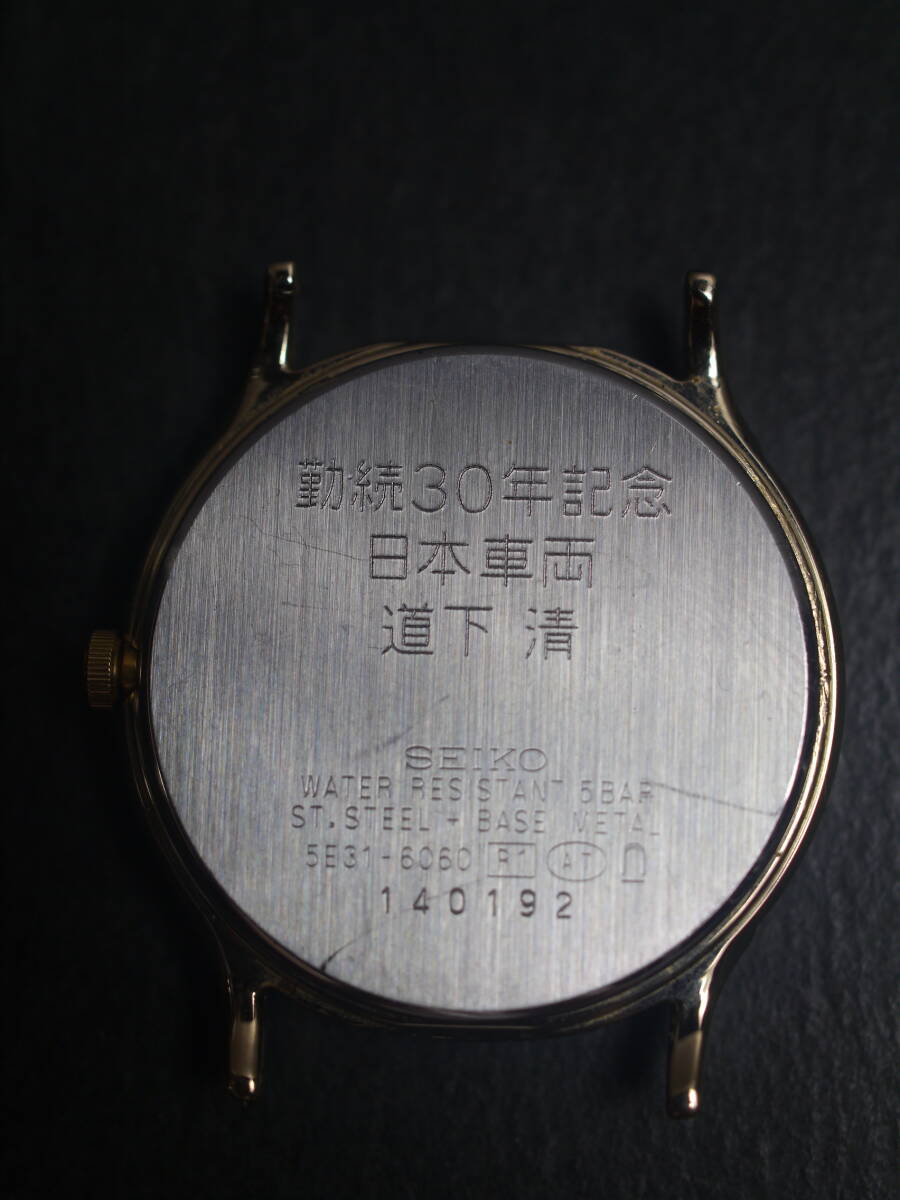 勤続30年記念
日本車両
道下 清
SEIKO
WATER RESISTANT 5BAR
ST.STEEL + BASE METAL
5E31-6060 R1 AT
140192